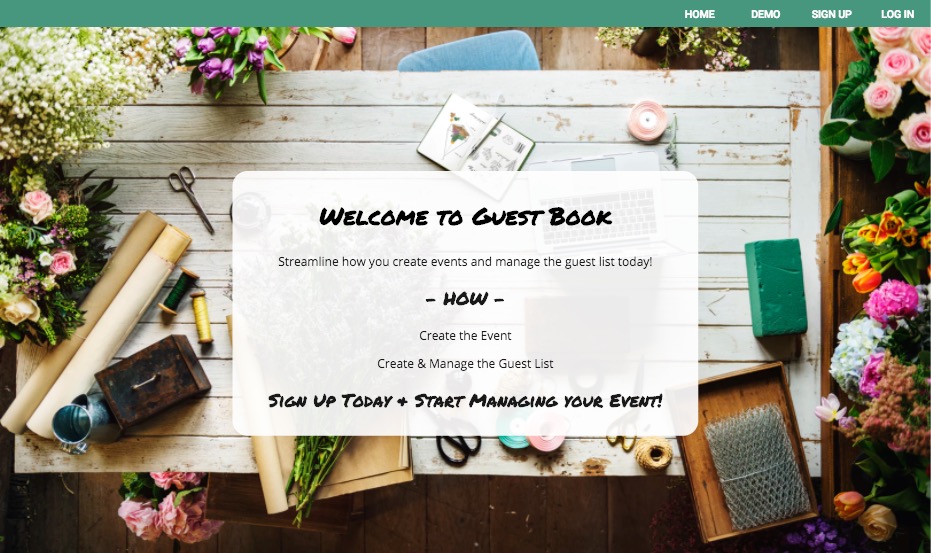 HOME DEMO SIGN UP LOG IN
Welcome to Guest Book
Streamline how you create events and manage the guest list today!
- HOW -
Create the Event
Create & Manage the Guest List
Sign Up Today & Start Managing your Event!